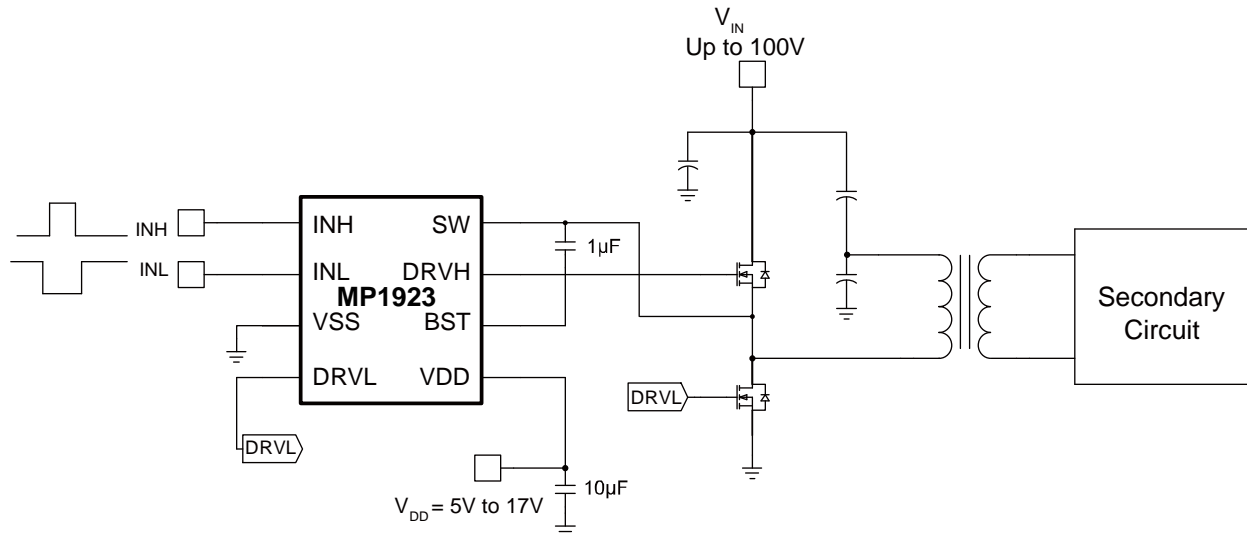 V_IN
Up to 100V
INH
INL
INH
INL
VSS
DRVL
MP1923
SW
DRVH
BST
VDD
1µF
DRVL
V_DD = 5V to 17V
10µF
DRVL
Secondary
Circuit